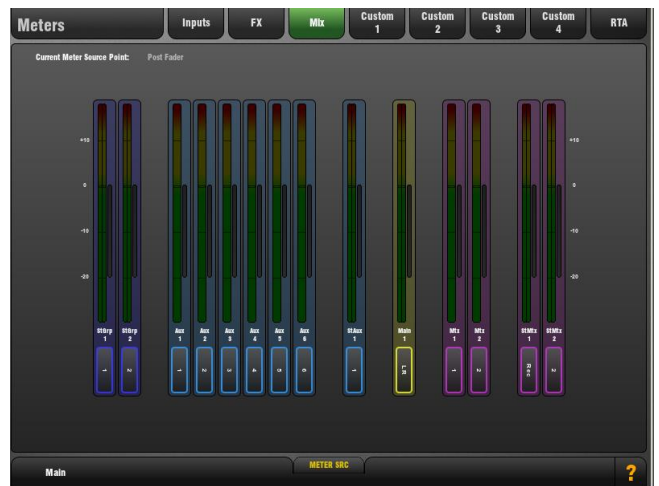 Meters
Inputs
FX
Mix
Custom
1
Custom
2
Custom
3
Custom
4
RTA
Current Meter Source Point: Post Fader
+10 +10
0 0
-10 -10
-20 -20
StGrp StGrp Aux Aux Aux Aux Aux Aux StAux Main Mtx Mtx StMtx StMtx
1 2 1 2 3 4 5 6 1 1 1 2 1 2
1 2 1 2 3 4 5 6 1 LR 1 2 Rec 2
METER SRC
Main ?